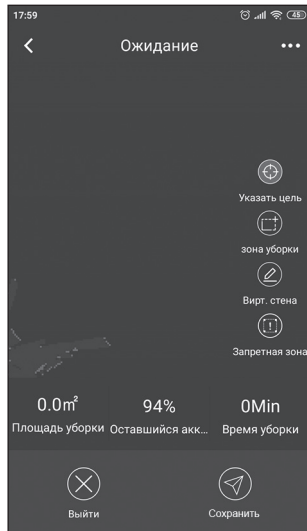 17:59 45
Ожидание
Указать цель
зона уборки
Вирт. стена
Запретная зона
0.0m² 94% 0Min
Площадь уборки Оставшийся акк... Время уборки
Выйти Сохранить